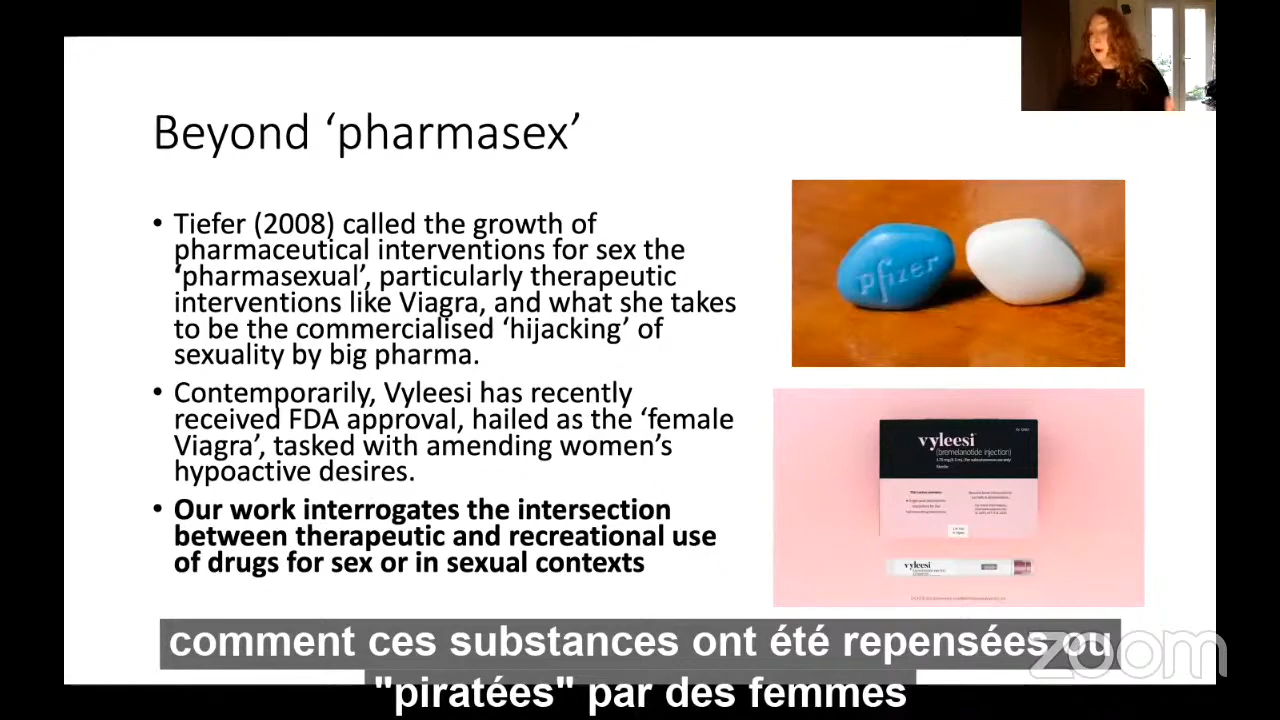 Beyond ‘pharmasex’
• Tiefer (2008) called the growth of
pharmaceutical interventions for sex the
‘pharmasexual’, particularly therapeutic
interventions like Viagra, and what she takes
to be the commercialised ‘hijacking’ of
sexuality by big pharma.
• Contemporarily, Vyleesi has recently
received FDA approval, hailed as the ‘female
Viagra’, tasked with amending women’s
hypoactive desires.
• Our work interrogates the intersection
between therapeutic and recreational use
of drugs for sex or in sexual contexts
pfizer
vyleesi
(bremelanotide injection)
vyleesi
comment ces substances ont été repensées ou
"piratées" par des femmes
zoom